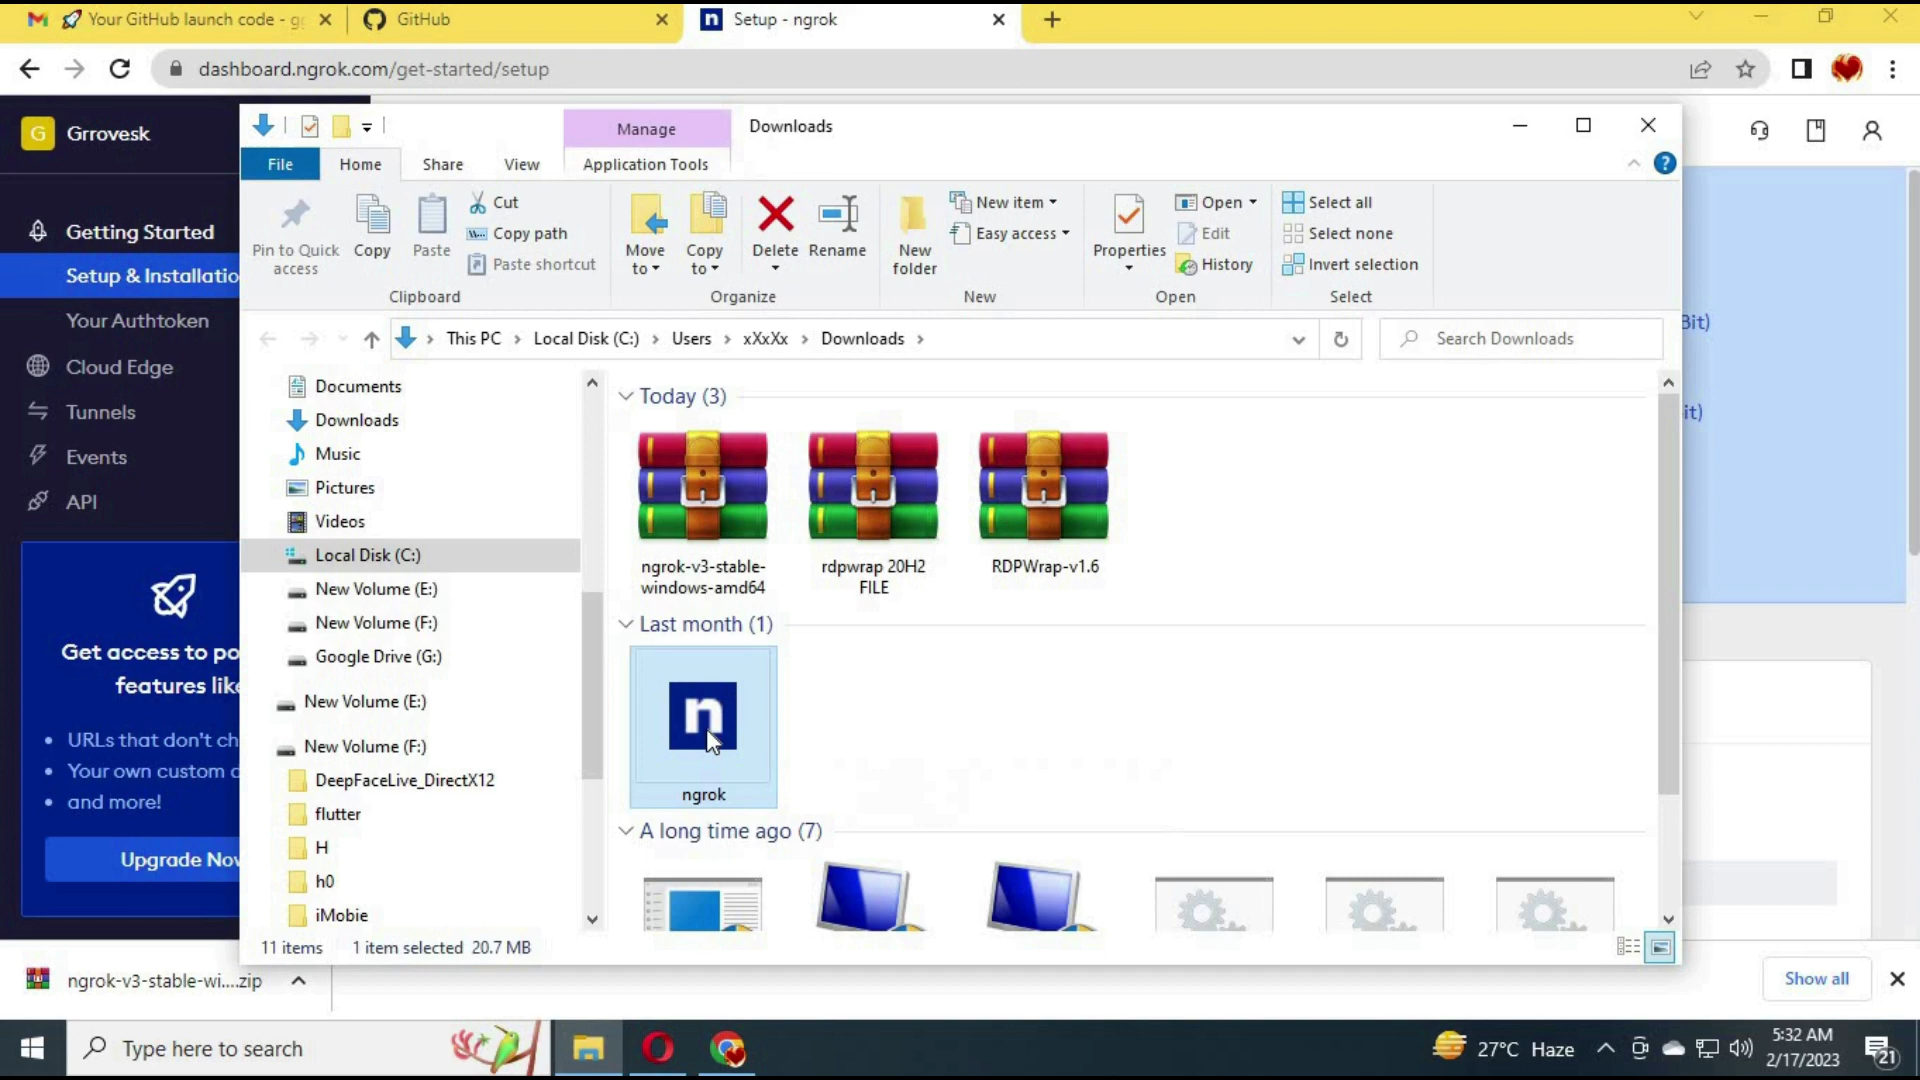 Your GitHub launch code - g
GitHub
Setup - ngrok
dashboard.ngrok.com/get-started/setup
G
Grrovesk
Getting Started
Setup & Installatio
Your Authtoken
Cloud Edge
Tunnels
Events
API
Get access to po
features like
URLs that don't ch
Your own custom
and more!
Upgrade Now
Manage
Downloads
File
Home
Share
View
Application Tools
Pin to Quick
access
Copy
Paste
Cut
Copy path
Paste shortcut
Clipboard
Move
to
Copy
to
Delete
Rename
Organize
New
folder
New item
Easy access
New
Properties
Open
Edit
History
Open
Select all
Select none
Invert selection
Select
This PC > Local Disk (C:) > Users > xXxXx > Downloads >
Search Downloads
Bit)
it)
Documents
Downloads
Music
Pictures
Videos
Local Disk (C:)
New Volume (E:)
New Volume (F:)
Google Drive (G:)
New Volume (E:)
New Volume (F:)
DeepFaceLive_DirectX12
flutter
H
h0
iMobie
Today (3)
ngrok-v3-stable-
windows-amd64
rdpwrap 20H2
FILE
RDPWrap-v1.6
Last month (1)
n
ngrok
A long time ago (7)
11 items
1 item selected 20.7 MB
ngrok-v3-stable-wi....zip
Show all
Type here to search
27°C Haze
5:32 AM
2/17/2023
21